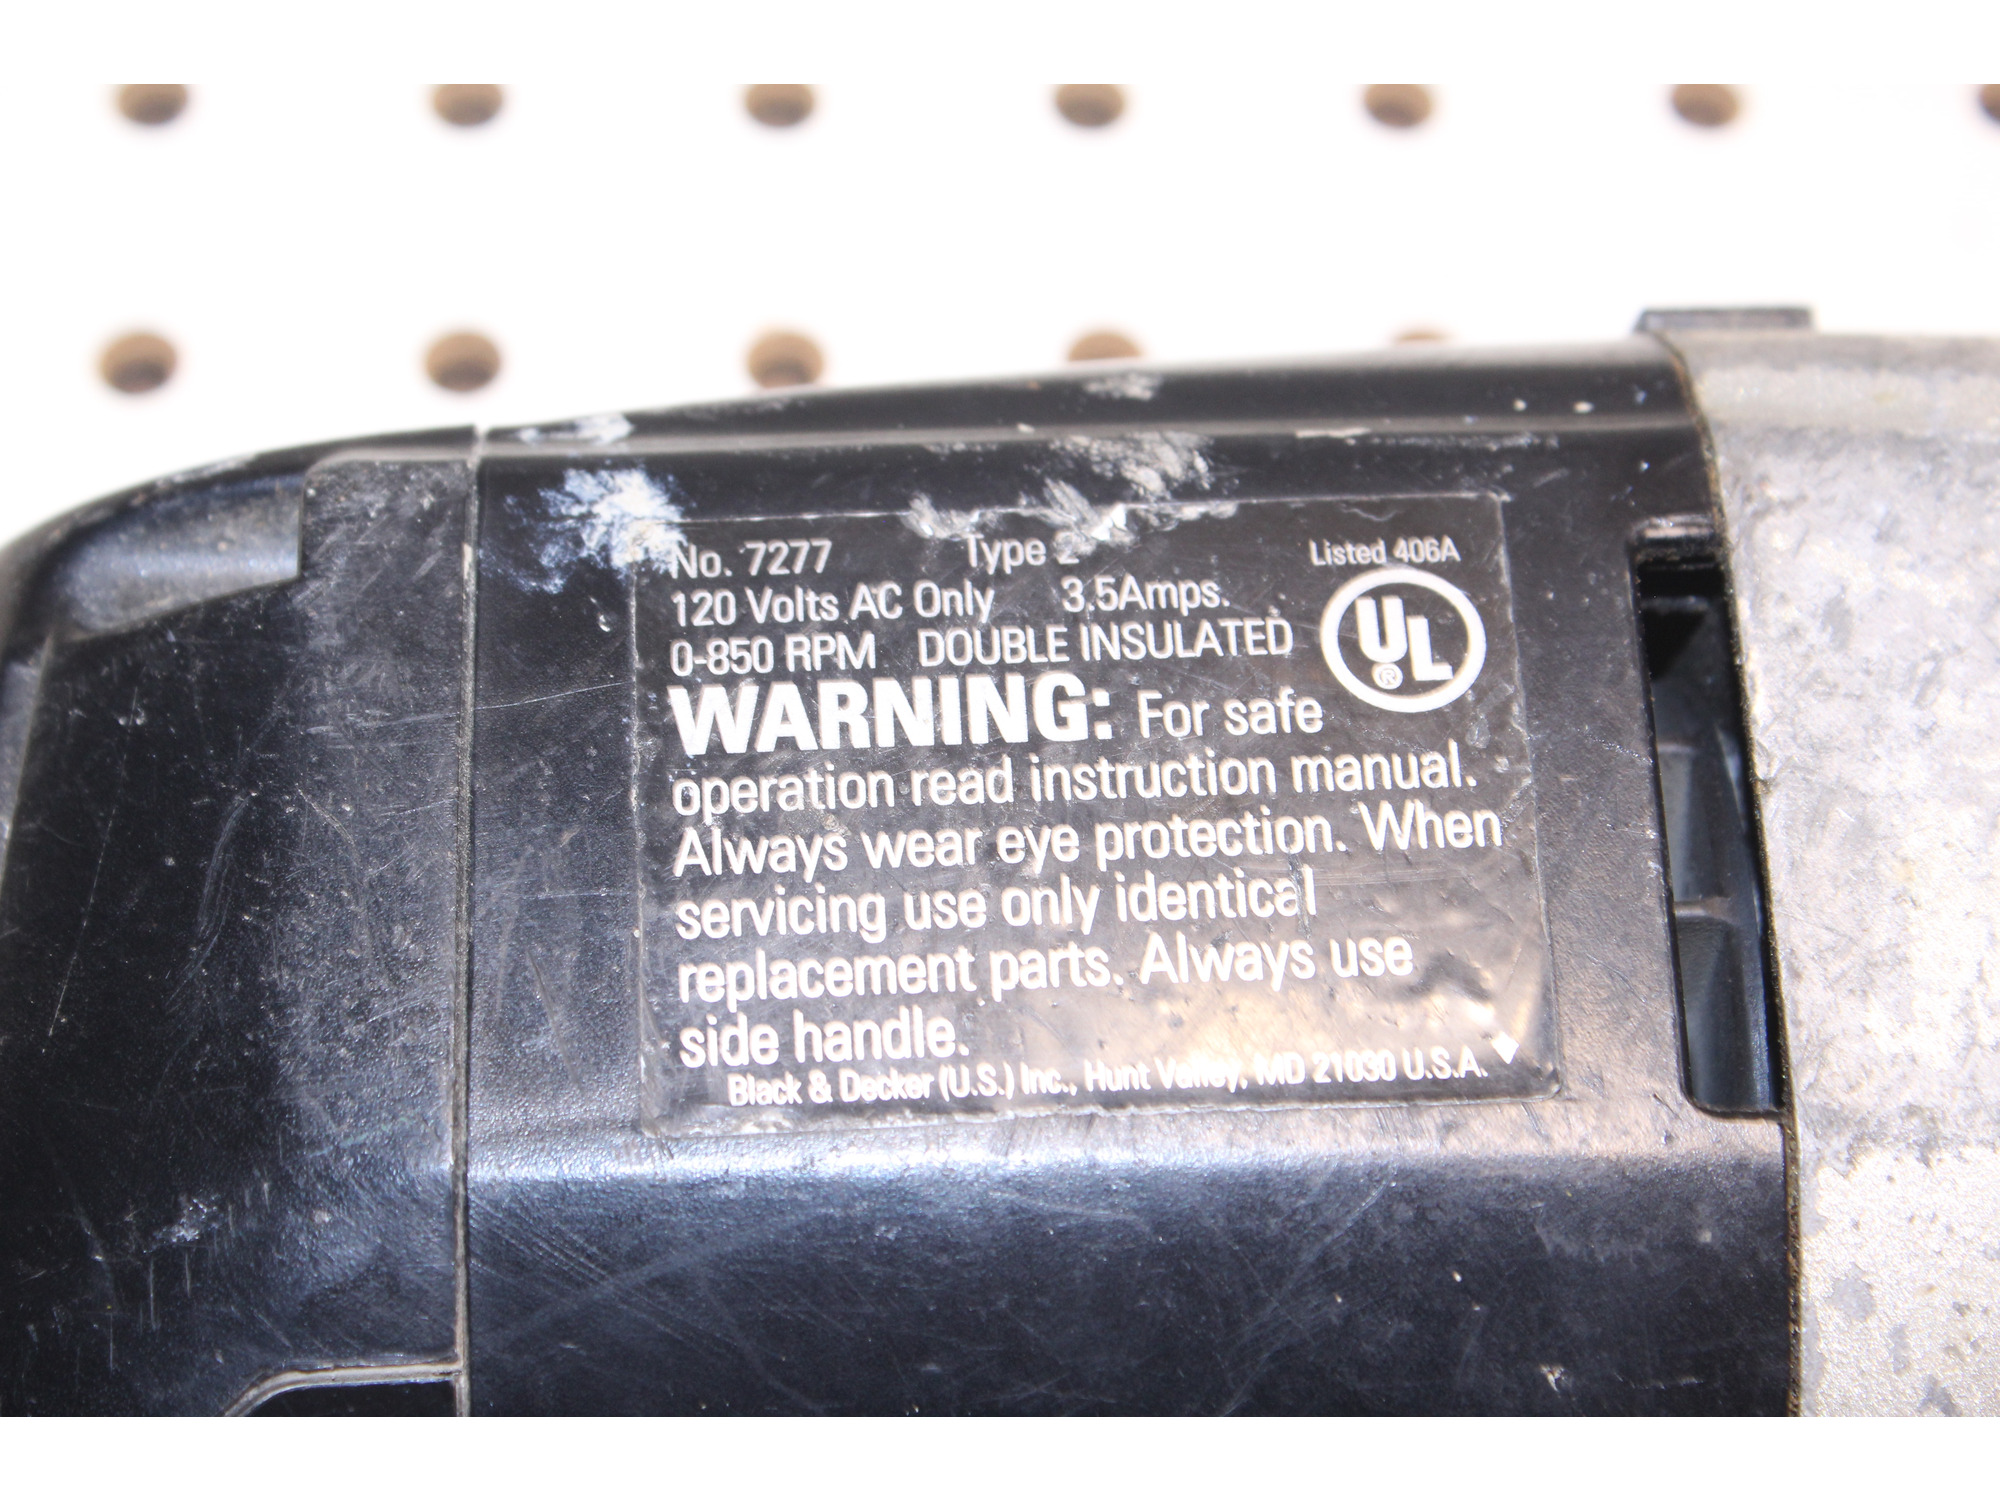 No. 7277 Type 2 Listed 406A
120 Volts AC Only 3.5Amps.
0-850 RPM DOUBLE INSULATED
UL ®
WARNING: For safe
operation read instruction manual.
Always wear eye protection. When
servicing use only identical
replacement parts. Always use
side handle.
Black & Decker (U.S.) Inc., Hunt Valley, MD 21030 U.S.A.